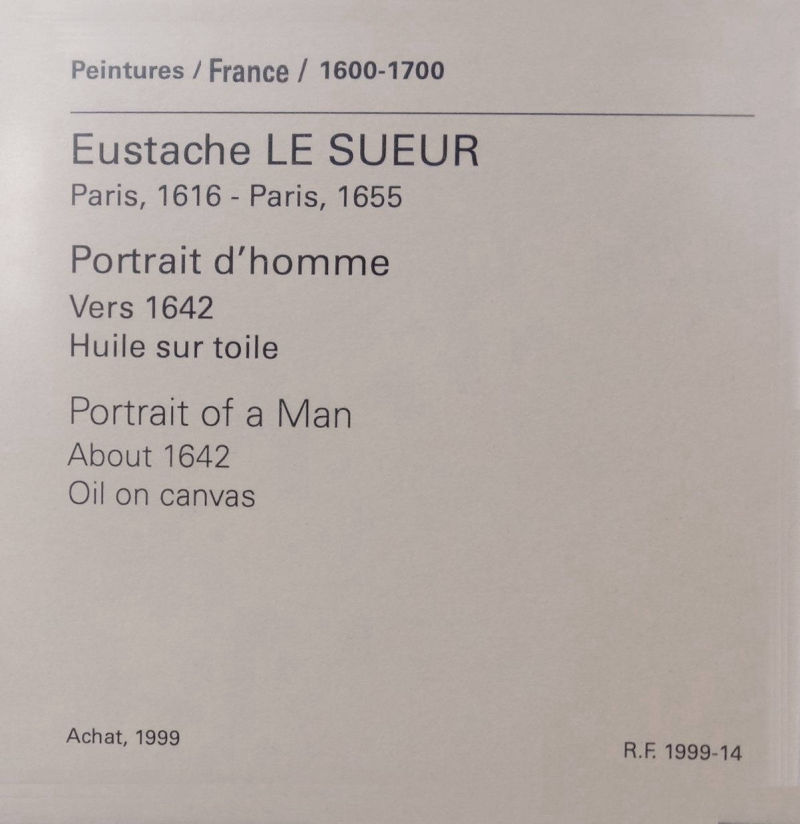 Peintures / France / 1600-1700
Eustache LE SUEUR
Paris, 1616 - Paris, 1655
Portrait d'homme
Vers 1642
Huile sur toile
Portrait of a Man
About 1642
Oil on canvas
Achat, 1999
R.F. 1999-14